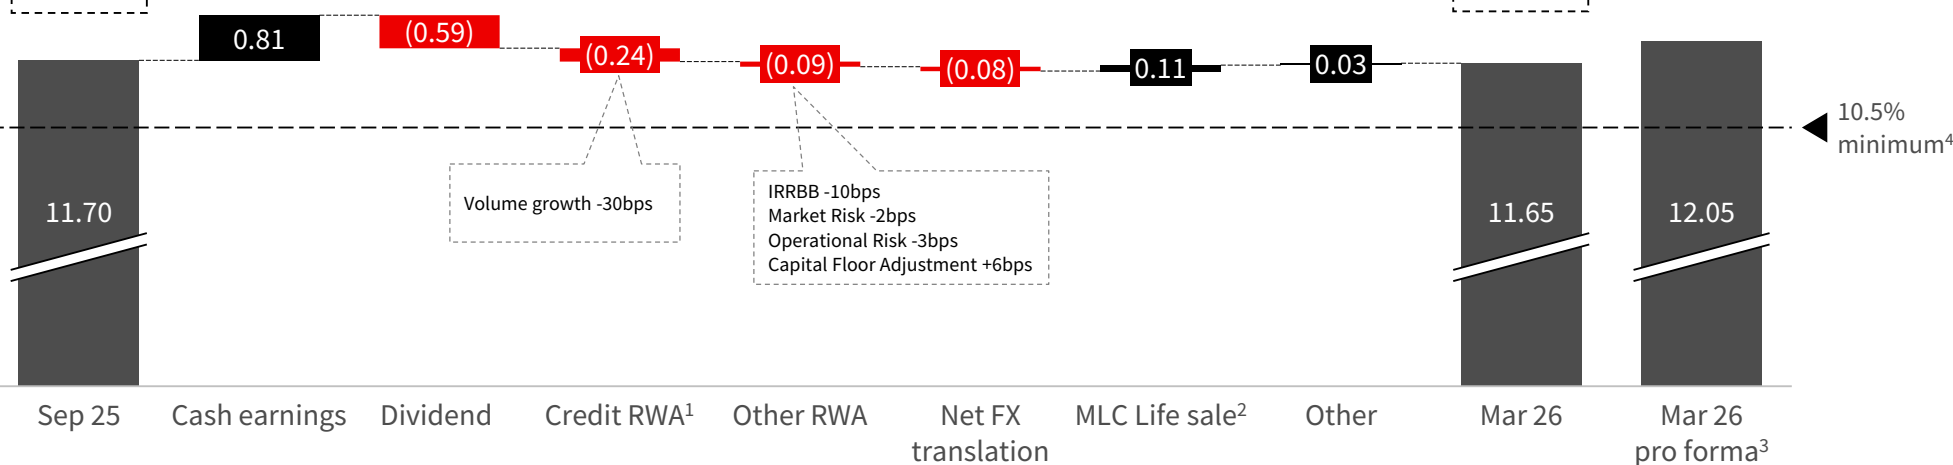 0.81
(0.59)
(0.24)
(0.09)
(0.08)
0.11
0.03
10.5%
minimum⁴
Volume growth -30bps
IRRBB -10bps
Market Risk -2bps
Operational Risk -3bps
Capital Floor Adjustment +6bps
11.70
11.65
12.05
Sep 25
Cash earnings
Dividend
Credit RWA¹
Other RWA
Net FX
translation
MLC Life sale²
Other
Mar 26
Mar 26
pro forma³